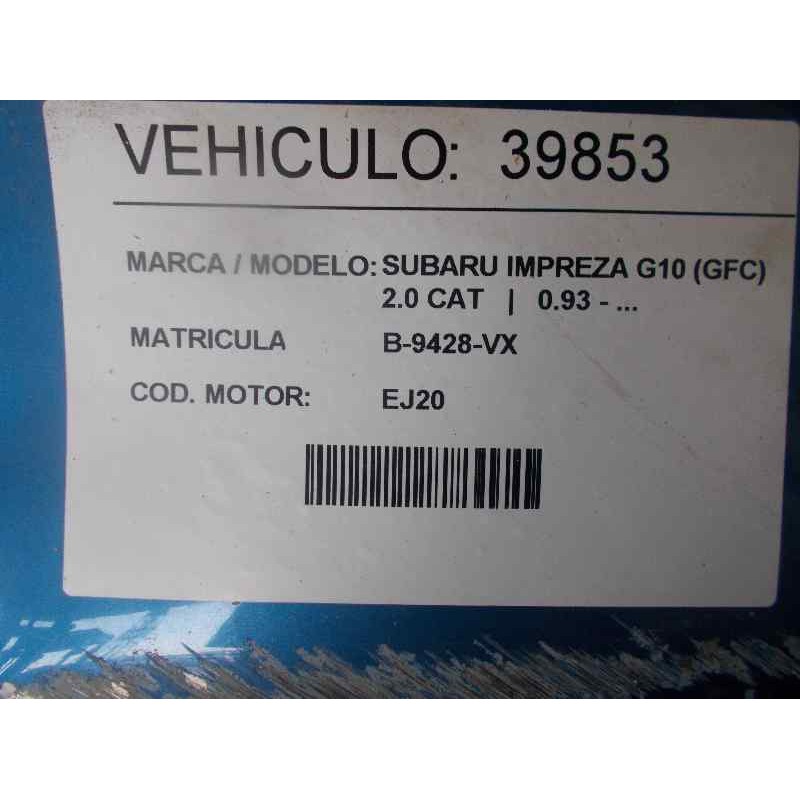 VEHICULO: 39853
MARCA / MODELO: SUBARU IMPREZA G10 (GFC)
2.0 CAT | 0.93 - ...
MATRICULA B-9428-VX
COD. MOTOR: EJ20